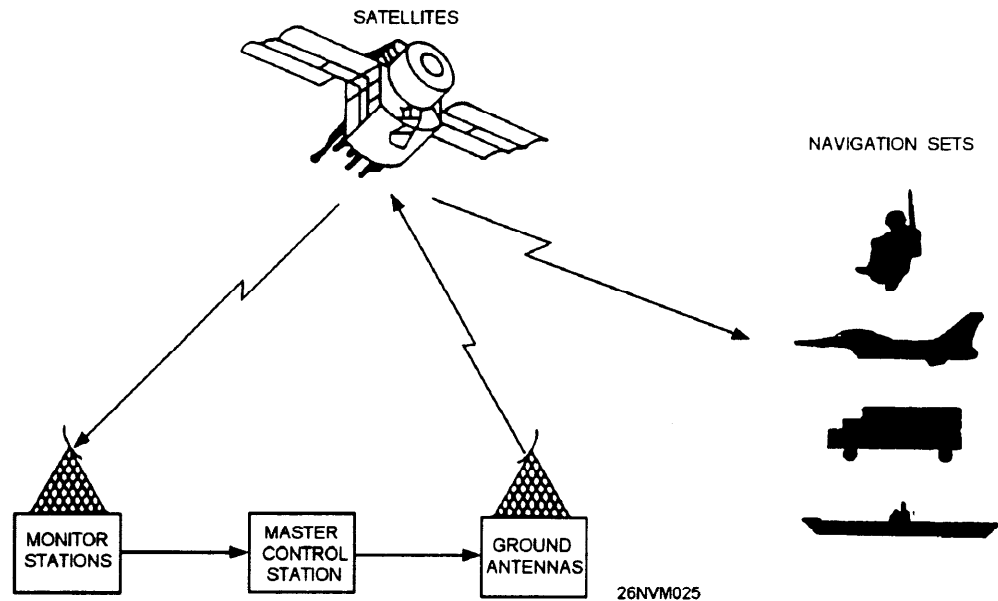 SATELLITES
NAVIGATION SETS
MONITOR
STATIONS
MASTER
CONTROL
STATION
GROUND
ANTENNAS
26NVM025